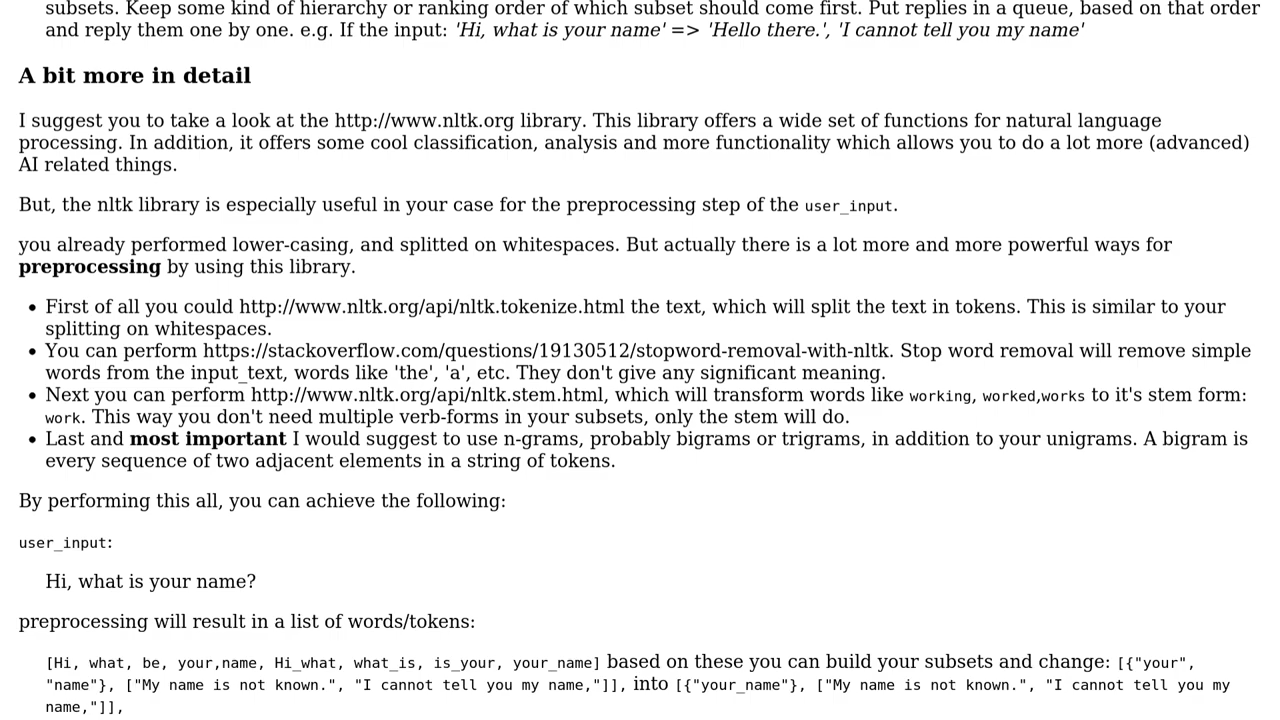 subsets. Keep some kind of hierarchy or ranking order of which subset should come first. Put replies in a queue, based on that order
and reply them one by one. e.g. If the input: 'Hi, what is your name' => 'Hello there.', 'I cannot tell you my name'
A bit more in detail
I suggest you to take a look at the http://www.nltk.org library. This library offers a wide set of functions for natural language
processing. In addition, it offers some cool classification, analysis and more functionality which allows you to do a lot more (advanced)
AI related things.
But, the nltk library is especially useful in your case for the preprocessing step of the user_input.
you already performed lower-casing, and splitted on whitespaces. But actually there is a lot more and more powerful ways for
preprocessing by using this library.
• First of all you could http://www.nltk.org/api/nltk.tokenize.html the text, which will split the text in tokens. This is similar to your
splitting on whitespaces.
• You can perform https://stackoverflow.com/questions/19130512/stopword-removal-with-nltk. Stop word removal will remove simple
words from the input_text, words like 'the', 'a', etc. They don't give any significant meaning.
• Next you can perform http://www.nltk.org/api/nltk.stem.html, which will transform words like working, worked,works to it's stem form:
work. This way you don't need multiple verb-forms in your subsets, only the stem will do.
• Last and most important I would suggest to use n-grams, probably bigrams or trigrams, in addition to your unigrams. A bigram is
every sequence of two adjacent elements in a string of tokens.
By performing this all, you can achieve the following:
user_input:
Hi, what is your name?
preprocessing will result in a list of words/tokens:
[Hi, what, be, your,name, Hi_what, what_is, is_your, your_name] based on these you can build your subsets and change: [{"your",
"name"}, ["My name is not known.", "I cannot tell you my name,"]], into [{"your_name"}, ["My name is not known.", "I cannot tell you my
name,"]],